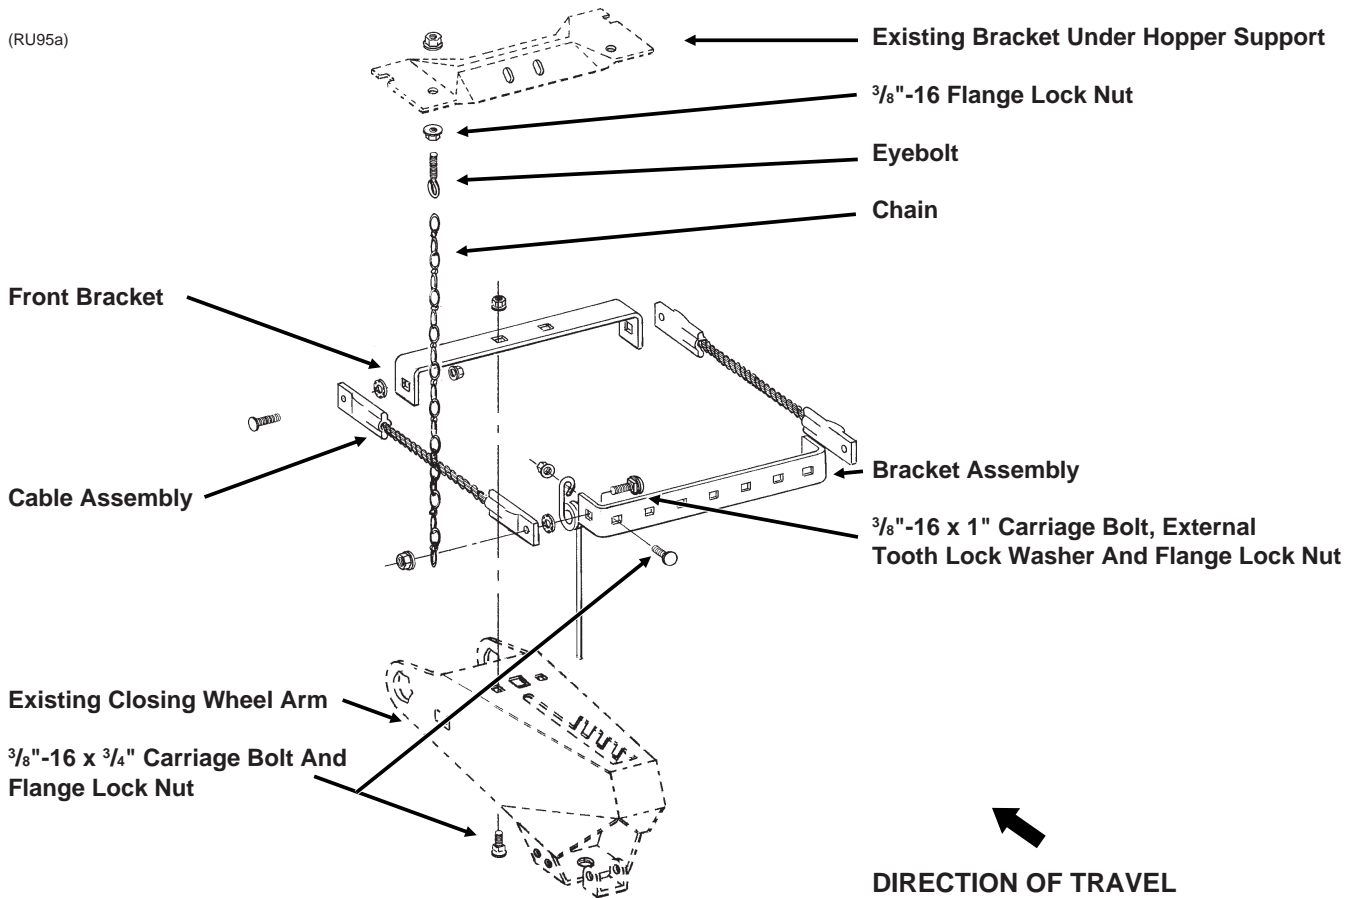 (RU95a)
Existing Bracket Under Hopper Support
3/8"-16 Flange Lock Nut
Eyebolt
Chain
Front Bracket
Cable Assembly
Bracket Assembly
3/8"-16 x 1" Carriage Bolt, External
Tooth Lock Washer And Flange Lock Nut
Existing Closing Wheel Arm
3/8"-16 x 3/4" Carriage Bolt And
Flange Lock Nut
DIRECTION OF TRAVEL